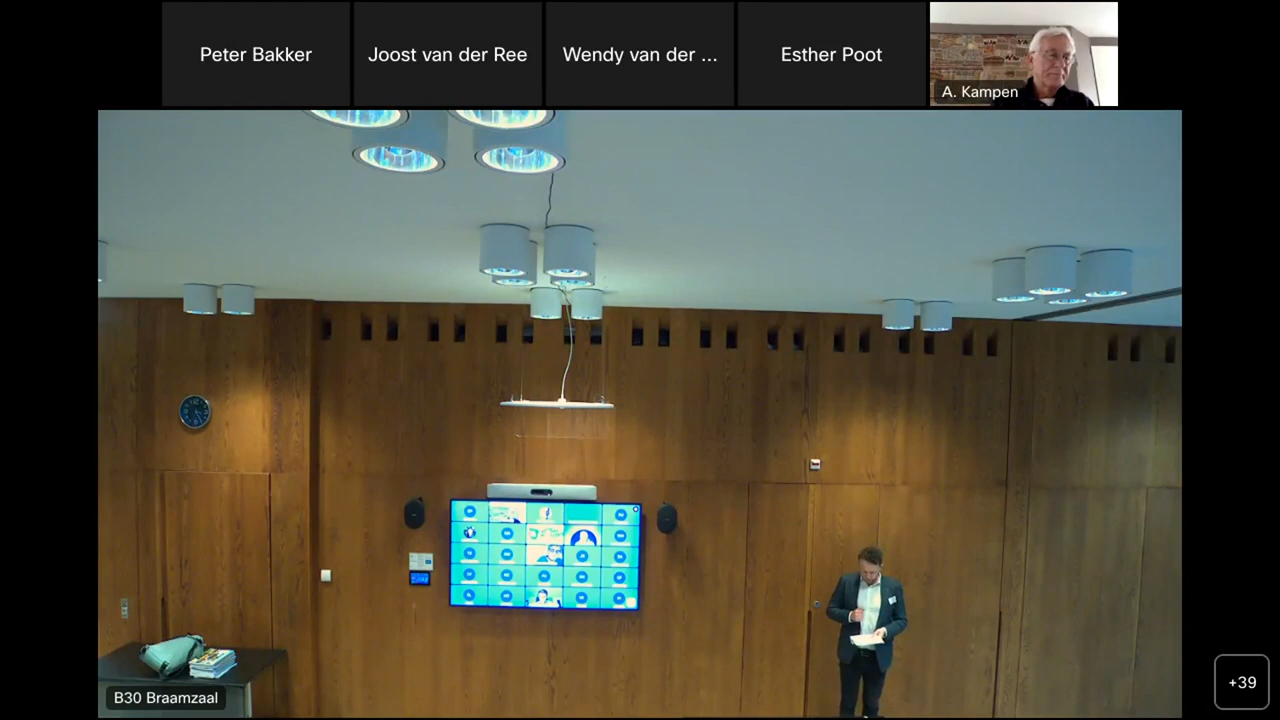 Peter Bakker
Joost van der Ree
Wendy van der ...
Esther Poot
A. Kampen
B30 Braamzaal
+39